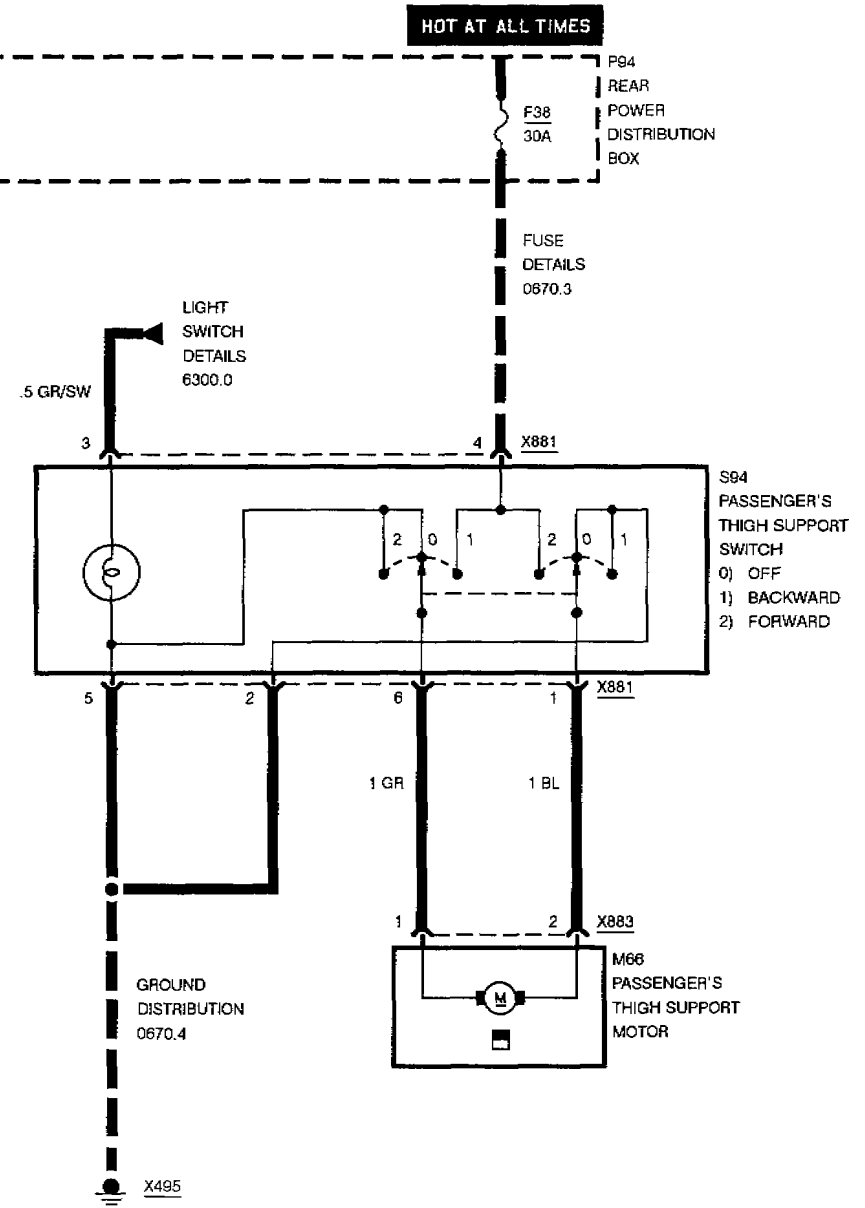 HOT AT ALL TIMES
P94
REAR
POWER
DISTRIBUTION
BOX
F38
30A
FUSE
DETAILS
0670.3
LIGHT
SWITCH
DETAILS
6300.0
.5 GR/SW
3
4
X881
S94
PASSENGER'S
THIGH SUPPORT
SWITCH
0) OFF
1) BACKWARD
2) FORWARD
2 0 1
2 0 1
5
2
6
1
X881
1 GR
1 BL
1
2
X883
M66
PASSENGER'S
THIGH SUPPORT
MOTOR
M
GROUND
DISTRIBUTION
0670.4
X495